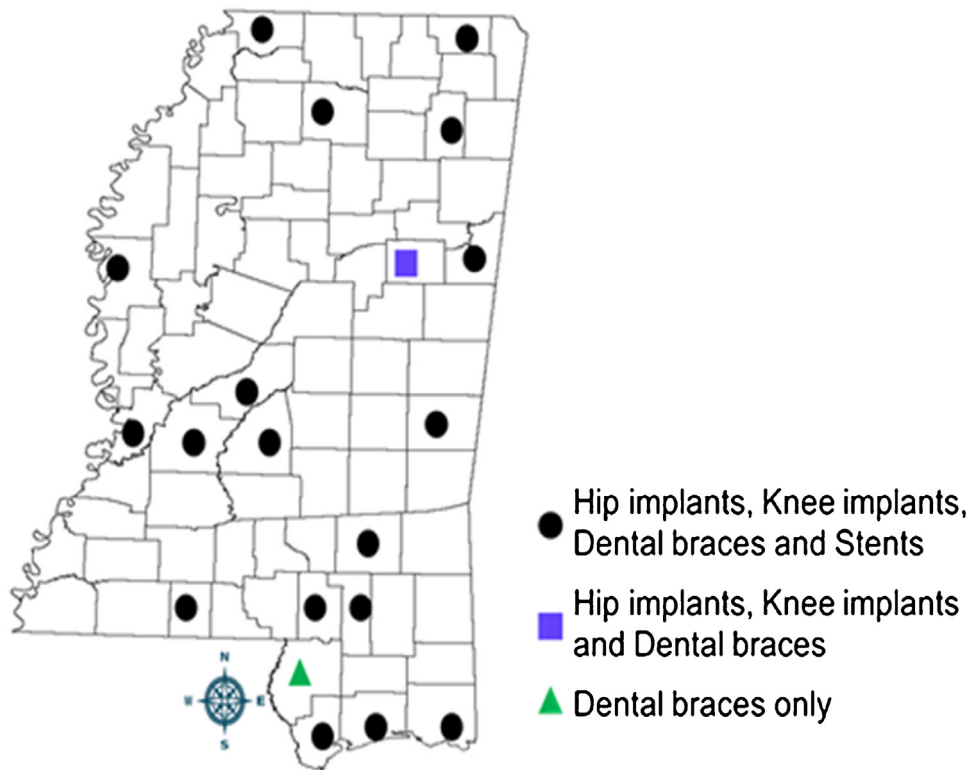 Hip implants, Knee implants,
Dental braces and Stents
Hip implants, Knee implants
and Dental braces
N
W
E
Dental braces only
S